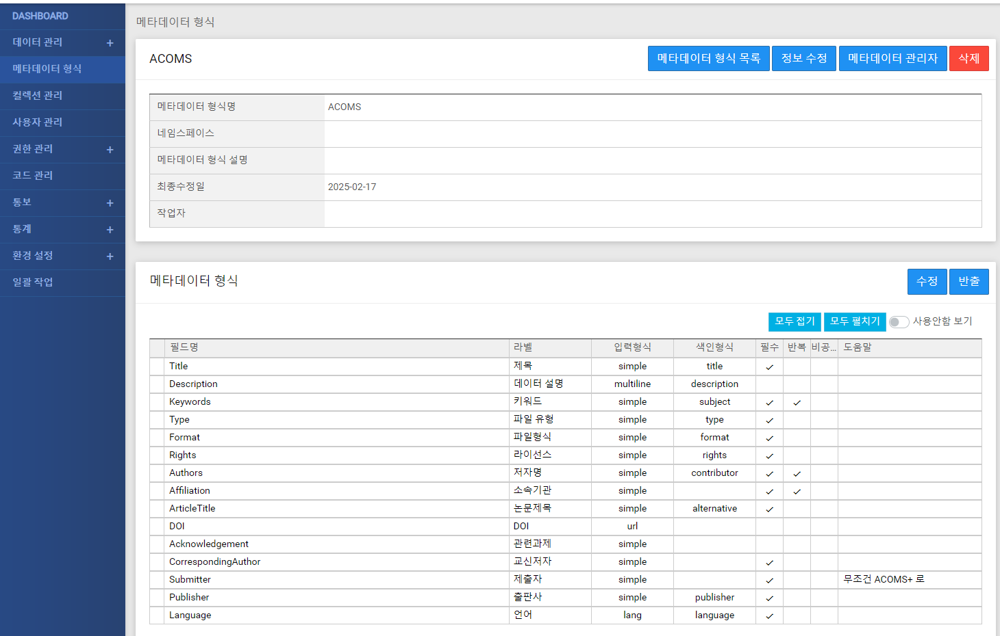 DASHBOARD
데이터 관리 +
메타데이터 형식
컬렉션 관리
사용자 관리
권한 관리 +
코드 관리
통보 +
통계 +
환경 설정 +
일괄 작업
메타데이터 형식
ACOMS
메타데이터 형식 목록 정보 수정 메타데이터 관리자 삭제
메타데이터 형식명 ACOMS
네임스페이스
메타데이터 형식 설명
최종수정일 2025-02-17
작업자
메타데이터 형식
수정 반출
모두 접기 모두 펼치기 사용안함 보기
필드명 라벨 입력형식 색인형식 필수 반복 비공... 도움말
Title 제목 simple title ✓
Description 데이터 설명 multiline description
Keywords 키워드 simple subject ✓ ✓
Type 파일 유형 simple type ✓
Format 파일형식 simple format ✓
Rights 라이선스 simple rights ✓
Authors 저자명 simple contributor ✓ ✓
Affiliation 소속기관 simple ✓ ✓
ArticleTitle 논문제목 simple alternative ✓
DOI DOI url
Acknowledgement 관련과제 simple
CorrespondingAuthor 교신저자 simple ✓
Submitter 제출자 simple ✓ 무조건 ACOMS+ 로
Publisher 출판사 simple publisher ✓
Language 언어 lang language ✓